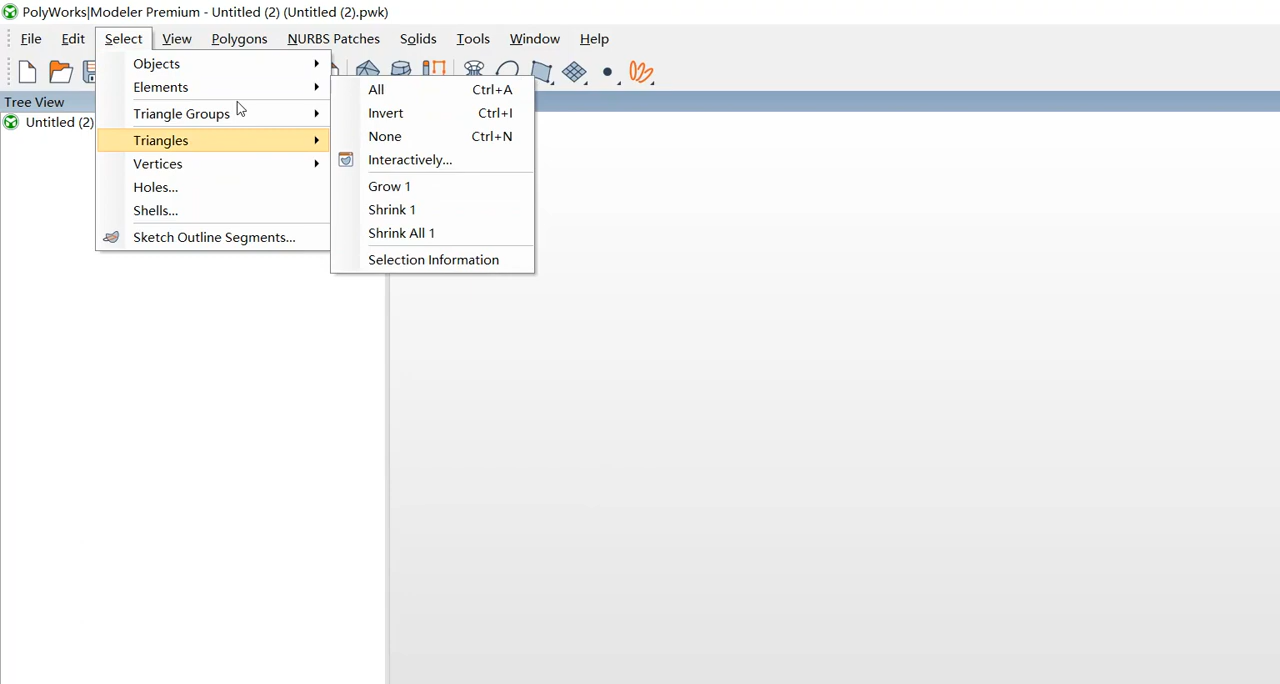 PolyWorks|Modeler Premium - Untitled (2) (Untitled (2).pwk)
File Edit Select View Polygons NURBS Patches Solids Tools Window Help
Tree View
Untitled (2)
Objects
Elements
Triangle Groups
Triangles
Vertices
Holes...
Shells...
Sketch Outline Segments...
All Ctrl+A
Invert Ctrl+I
None Ctrl+N
Interactively...
Grow 1
Shrink 1
Shrink All 1
Selection Information